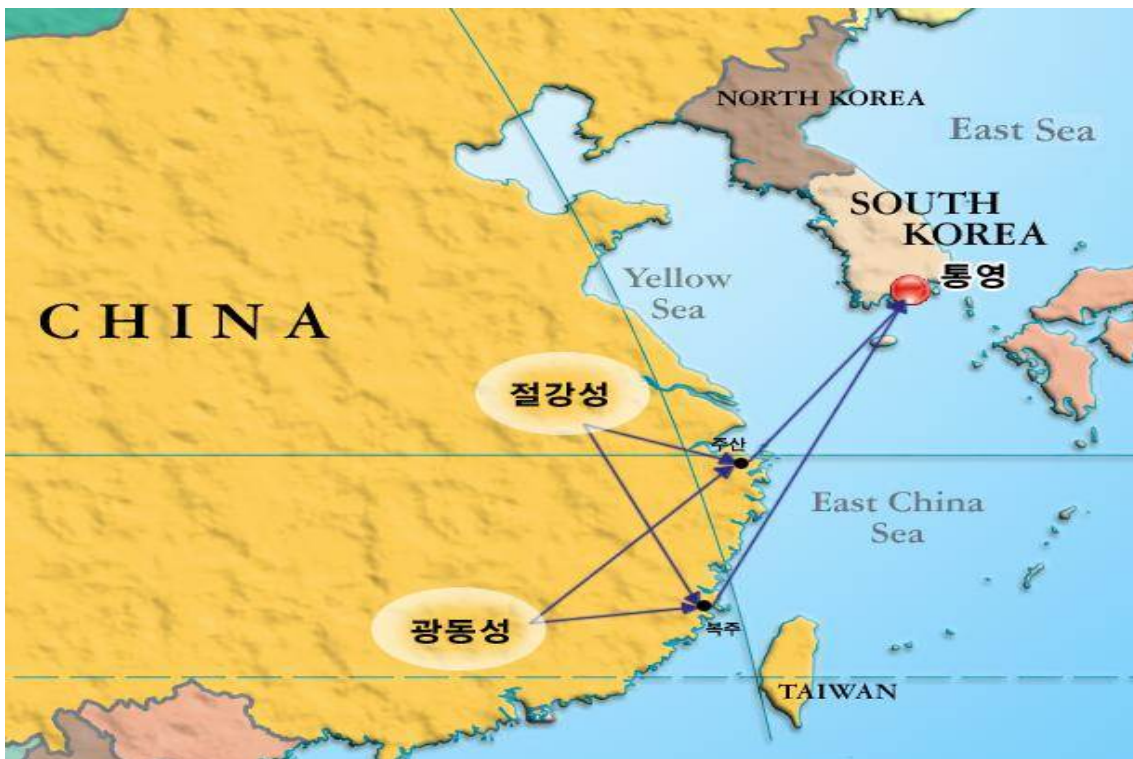 NORTH KOREA
East Sea
SOUTH
KOREA
통영
Yellow
Sea
CHINA
절강성
주산
East China
Sea
복주
광동성
TAIWAN